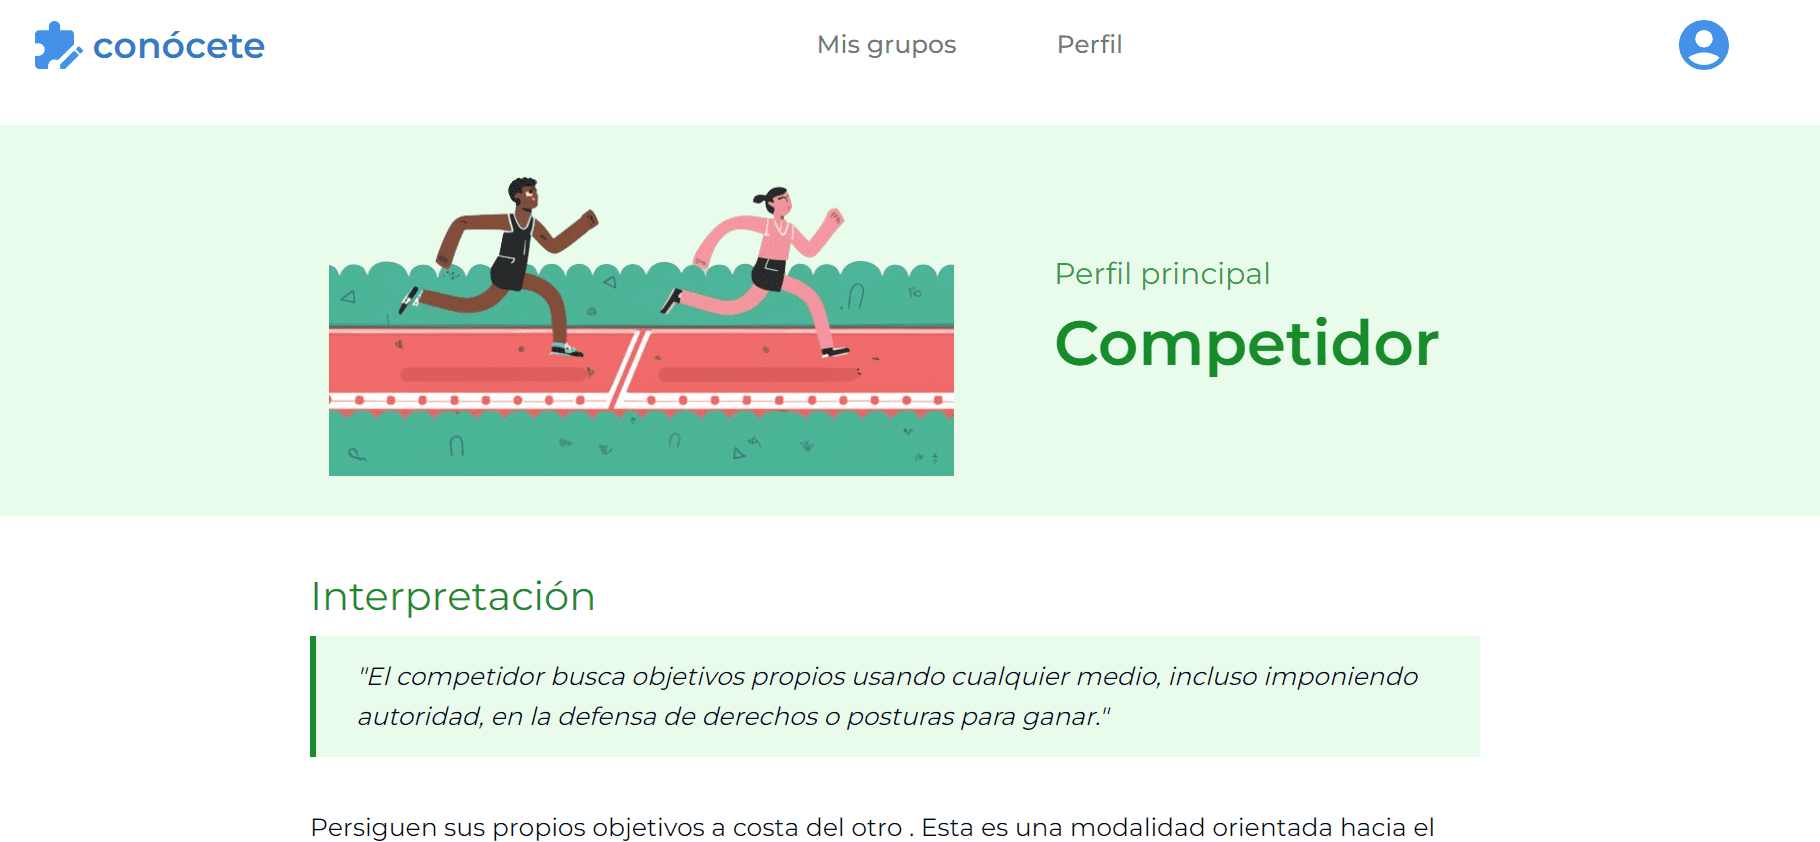 conócete
Mis grupos
Perfil
Perfil principal
Competidor
Interpretación
"El competidor busca objetivos propios usando cualquier medio, incluso imponiendo
autoridad, en la defensa de derechos o posturas para ganar."
Persiguen sus propios objetivos a costa del otro . Esta es una modalidad orientada hacia el